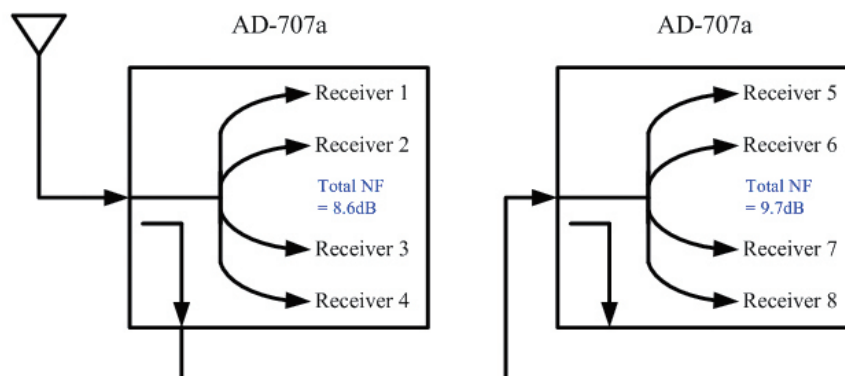 AD-707a
Receiver 1
Receiver 2
Total NF
= 8.6dB
Receiver 3
Receiver 4
AD-707a
Receiver 5
Receiver 6
Total NF
= 9.7dB
Receiver 7
Receiver 8